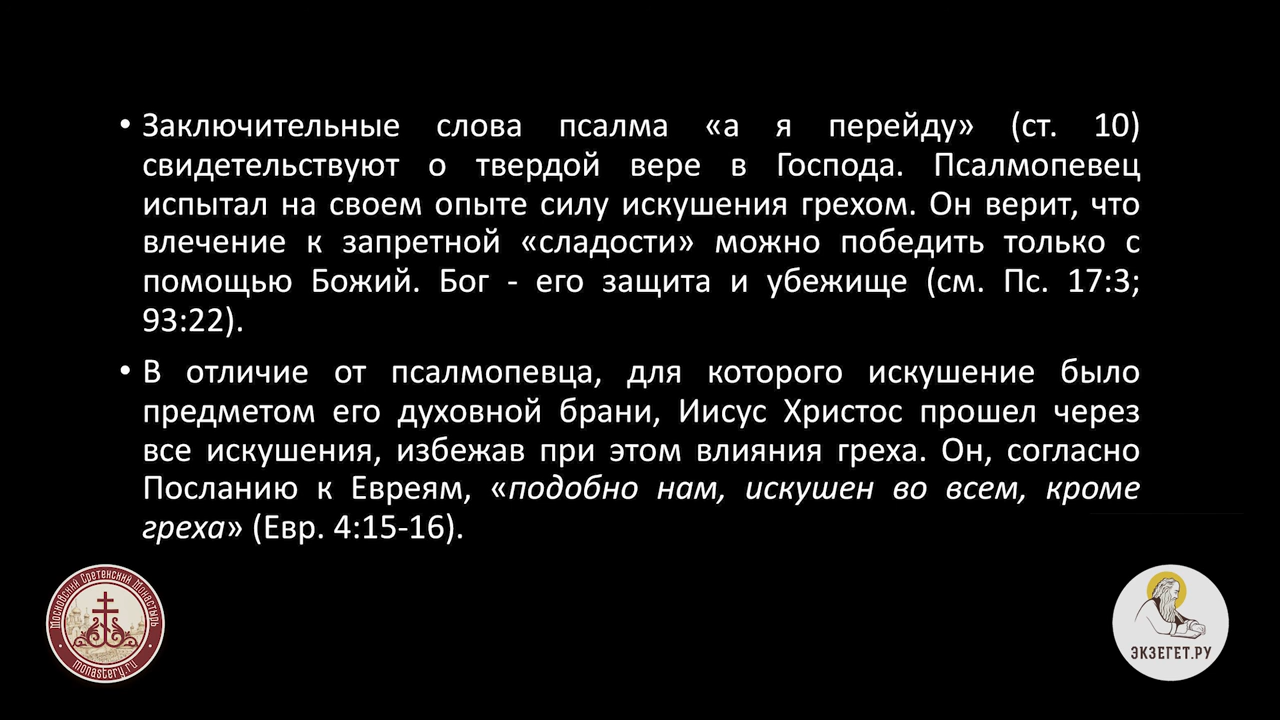 • Заключительные слова псалма «а я перейду» (ст. 10)
свидетельствуют о твердой вере в Господа. Псалмопевец
испытал на своем опыте силу искушения грехом. Он верит, что
влечение к запретной «сладости» можно победить только с
помощью Божий. Бог - его защита и убежище (см. Пс. 17:3;
93:22).
• В отличие от псалмопевца, для которого искушение было
предметом его духовной брани, Иисус Христос прошел через
все искушения, избежав при этом влияния греха. Он, согласно
Посланию к Евреям, «подобно нам, искушен во всем, кроме
греха» (Евр. 4:15-16).
Московский Сретенский Монастырь
monastery.ru
ЭКЗЕГЕТ.РУ